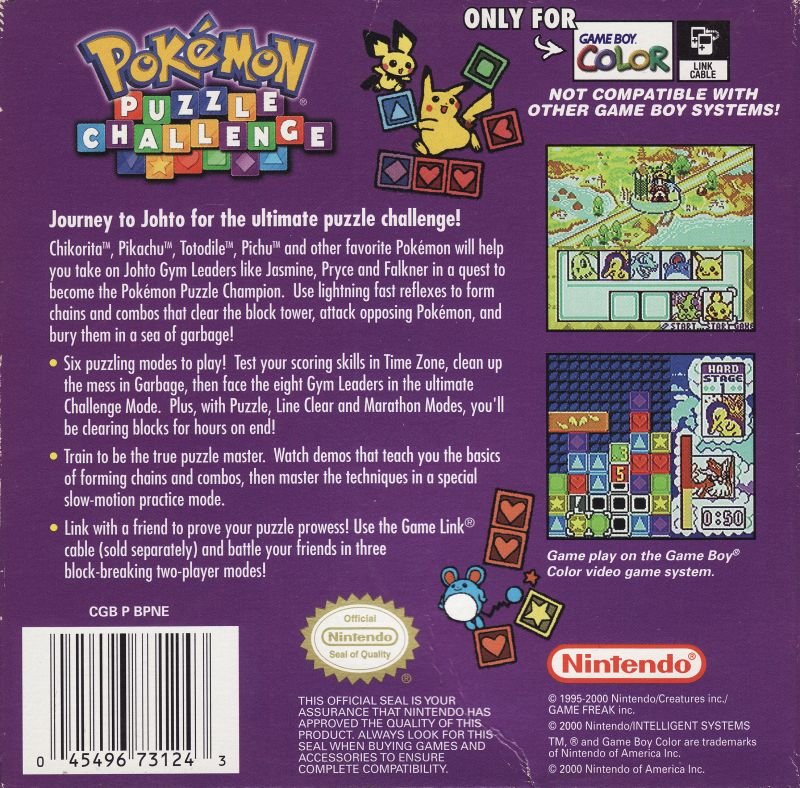 ONLY FOR
GAME BOY
COLOR
LINK
CABLE
NOT COMPATIBLE WITH
OTHER GAME BOY SYSTEMS!
POKéMON
PUZZLE
CHALLENGE®
Journey to Johto for the ultimate puzzle challenge!
Chikorita™, Pikachu™, Totodile™, Pichu™ and other favorite Pokémon will help
you take on Johto Gym Leaders like Jasmine, Pryce and Falkner in a quest to
become the Pokémon Puzzle Champion. Use lightning fast reflexes to form
chains and combos that clear the block tower, attack opposing Pokémon, and
bury them in a sea of garbage!
• Six puzzling modes to play! Test your scoring skills in Time Zone, clean up
the mess in Garbage, then face the eight Gym Leaders in the ultimate
Challenge Mode. Plus, with Puzzle, Line Clear and Marathon Modes, you'll
be clearing blocks for hours on end!
• Train to be the true puzzle master. Watch demos that teach you the basics
of forming chains and combos, then master the techniques in a special
slow-motion practice mode.
• Link with a friend to prove your puzzle prowess! Use the Game Link®
cable (sold separately) and battle your friends in three
block-breaking two-player modes!
START START GAME
HARD
STAGE
1
3
5
0:50
Game play on the Game Boy®
Color video game system.
CGB P BPNE
0 45496 73124 3
Official
Nintendo
Seal of Quality
®
THIS OFFICIAL SEAL IS YOUR
ASSURANCE THAT NINTENDO HAS
APPROVED THE QUALITY OF THIS
PRODUCT. ALWAYS LOOK FOR THIS
SEAL WHEN BUYING GAMES AND
ACCESSORIES TO ENSURE
COMPLETE COMPATIBILITY.
Nintendo®
© 1995-2000 Nintendo/Creatures inc./
GAME FREAK inc.
© 2000 Nintendo/INTELLIGENT SYSTEMS
TM, ® and Game Boy Color are trademarks
of Nintendo of America Inc.
© 2000 Nintendo of America Inc.